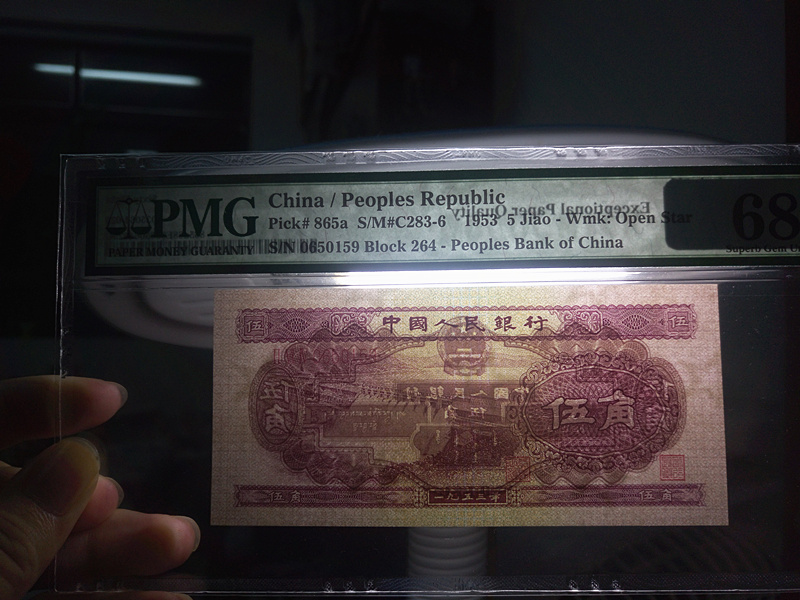 PMG
PAPER MONEY GUARANTY
China / Peoples Republic
Pick# 865a S/M#C283-6 - 1953 5 Jiao - Wmk: Open Star
S/N 0650159 Block 264 - Peoples Bank of China
Exceptional Paper Quality
68
Superb Gem
伍 中國人民銀行 伍
伍角
伍角
伍角 一九五三年 伍角